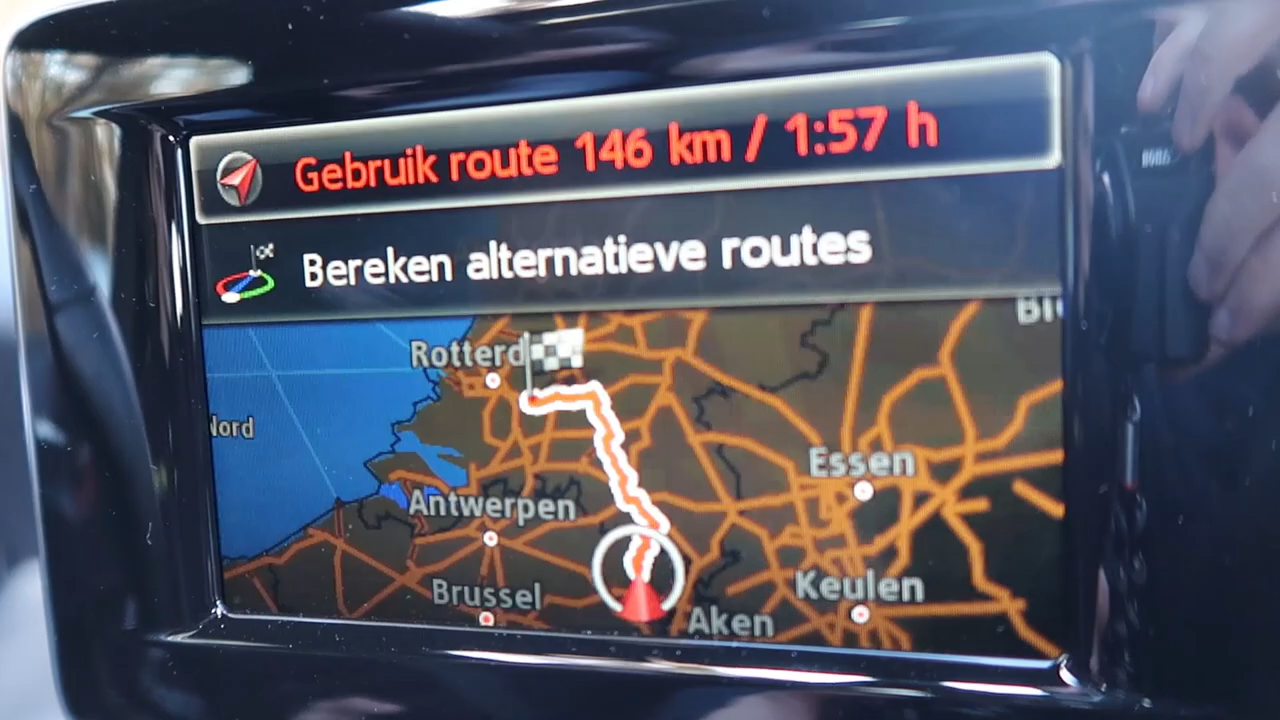 Gebruik route 146 km / 1:57 h
Bereken alternatieve routes
Rotterd
Nord
Essen
Antwerpen
Keulen
Brussel
Aken